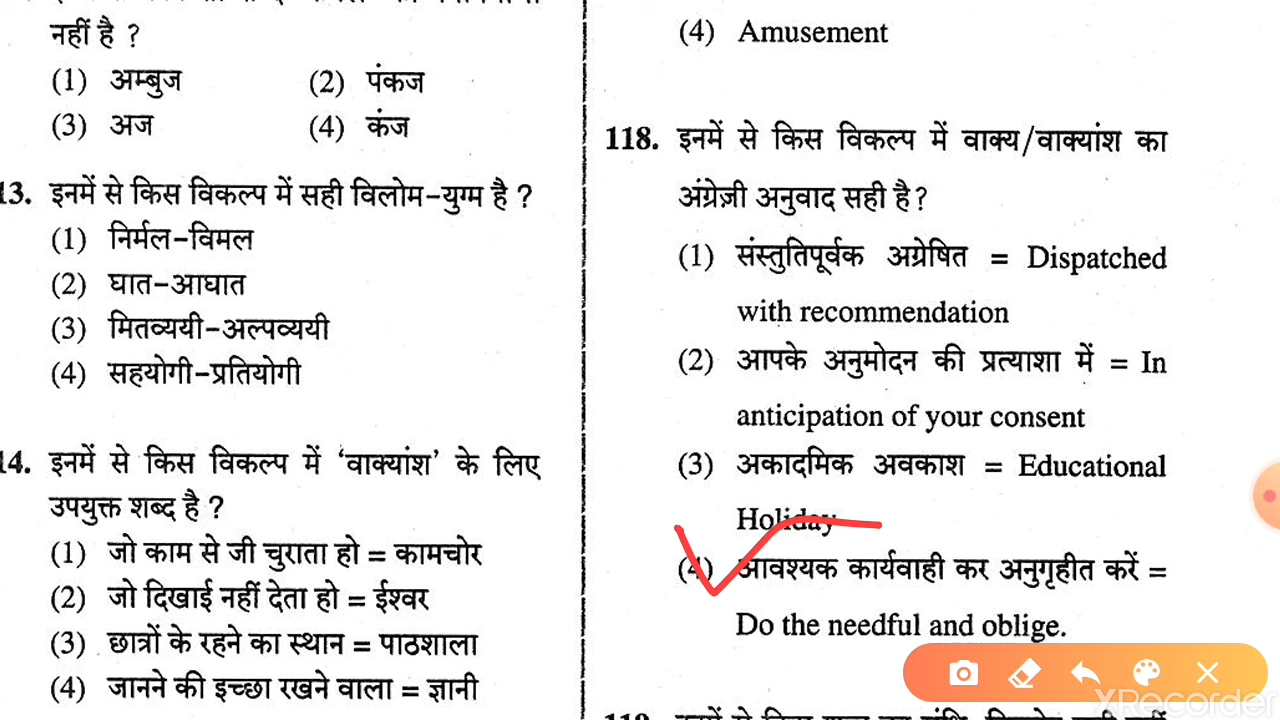 नहीं है ?
(1) अम्बुज (2) पंकज
(3) अज (4) कंज
13. इनमें से किस विकल्प में सही विलोम-युग्म है ?
(1) निर्मल-विमल
(2) घात-आघात
(3) मितव्ययी-अल्पव्ययी
(4) सहयोगी-प्रतियोगी
14. इनमें से किस विकल्प में ‘वाक्यांश’ के लिए
उपयुक्त शब्द है ?
(1) जो काम से जी चुराता हो = कामचोर
(2) जो दिखाई नहीं देता हो = ईश्वर
(3) छात्रों के रहने का स्थान = पाठशाला
(4) जानने की इच्छा रखने वाला = ज्ञानी
(4) Amusement
118. इनमें से किस विकल्प में वाक्य/वाक्यांश का
अंग्रेज़ी अनुवाद सही है?
(1) संस्तुतिपूर्वक अग्रेषित = Dispatched
with recommendation
(2) आपके अनुमोदन की प्रत्याशा में = In
anticipation of your consent
(3) अकादमिक अवकाश = Educational
Holiday
(4) आवश्यक कार्यवाही कर अनुगृहीत करें =
Do the needful and oblige.
XRecorder